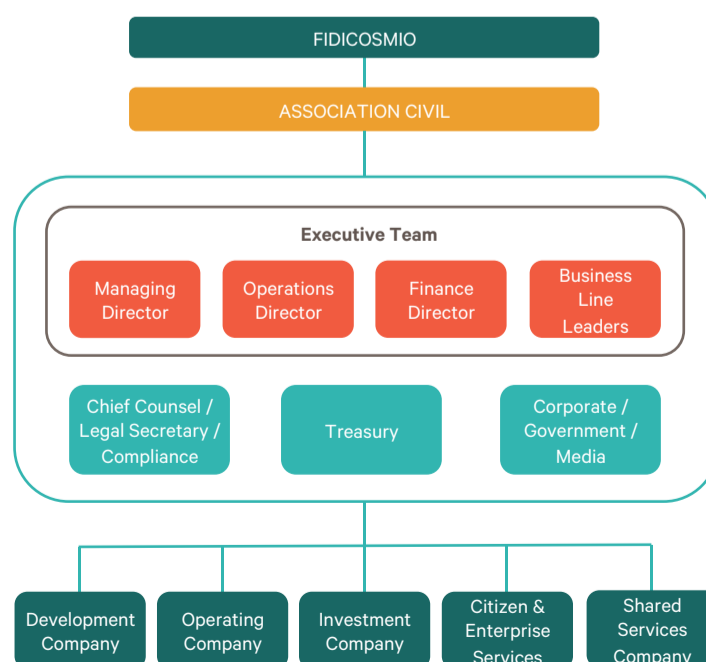 FIDICOSMIO
ASSOCIATION CIVIL
Executive Team
Managing
Director
Operations
Director
Finance
Director
Business
Line
Leaders
Chief Counsel /
Legal Secretary /
Compliance
Treasury
Corporate /
Government /
Media
Development
Company
Operating
Company
Investment
Company
Citizen &
Enterprise
Services
Shared
Services
Company